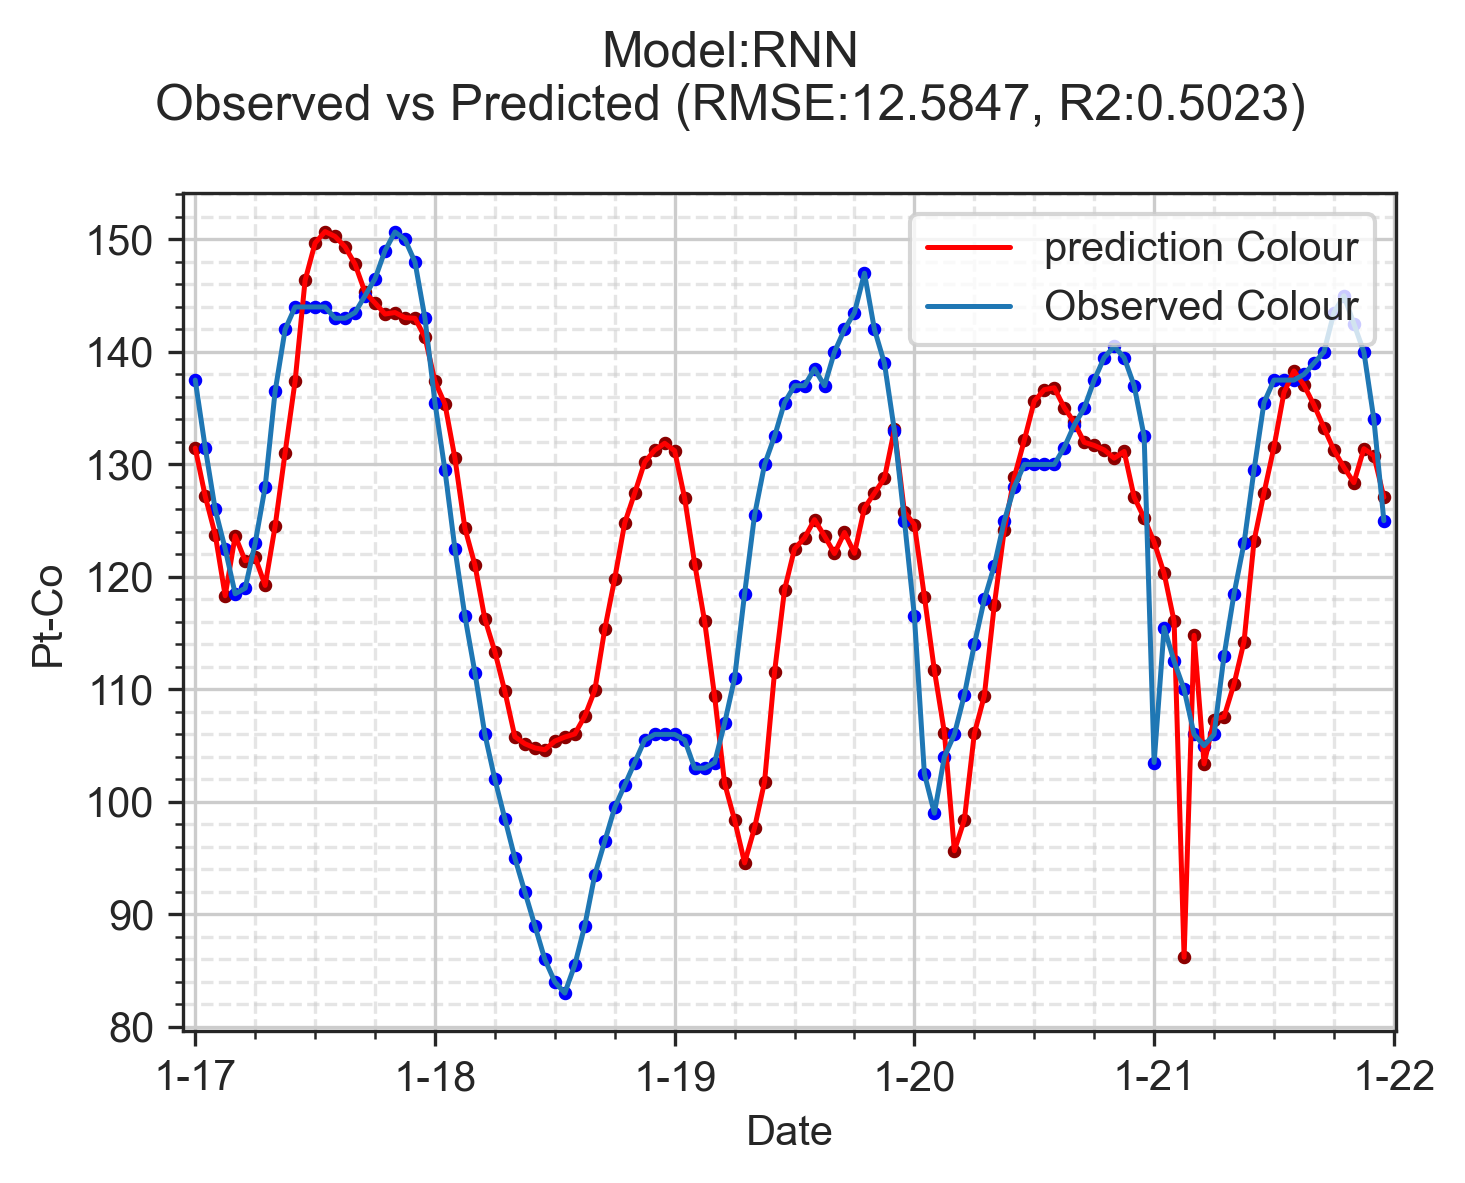 Model:RNN
Observed vs Predicted (RMSE:12.5847, R2:0.5023)
prediction Colour
Observed Colour
Pt-Co
150
140
130
120
110
100
90
80
1-17 1-18 1-19 1-20 1-21 1-22
Date